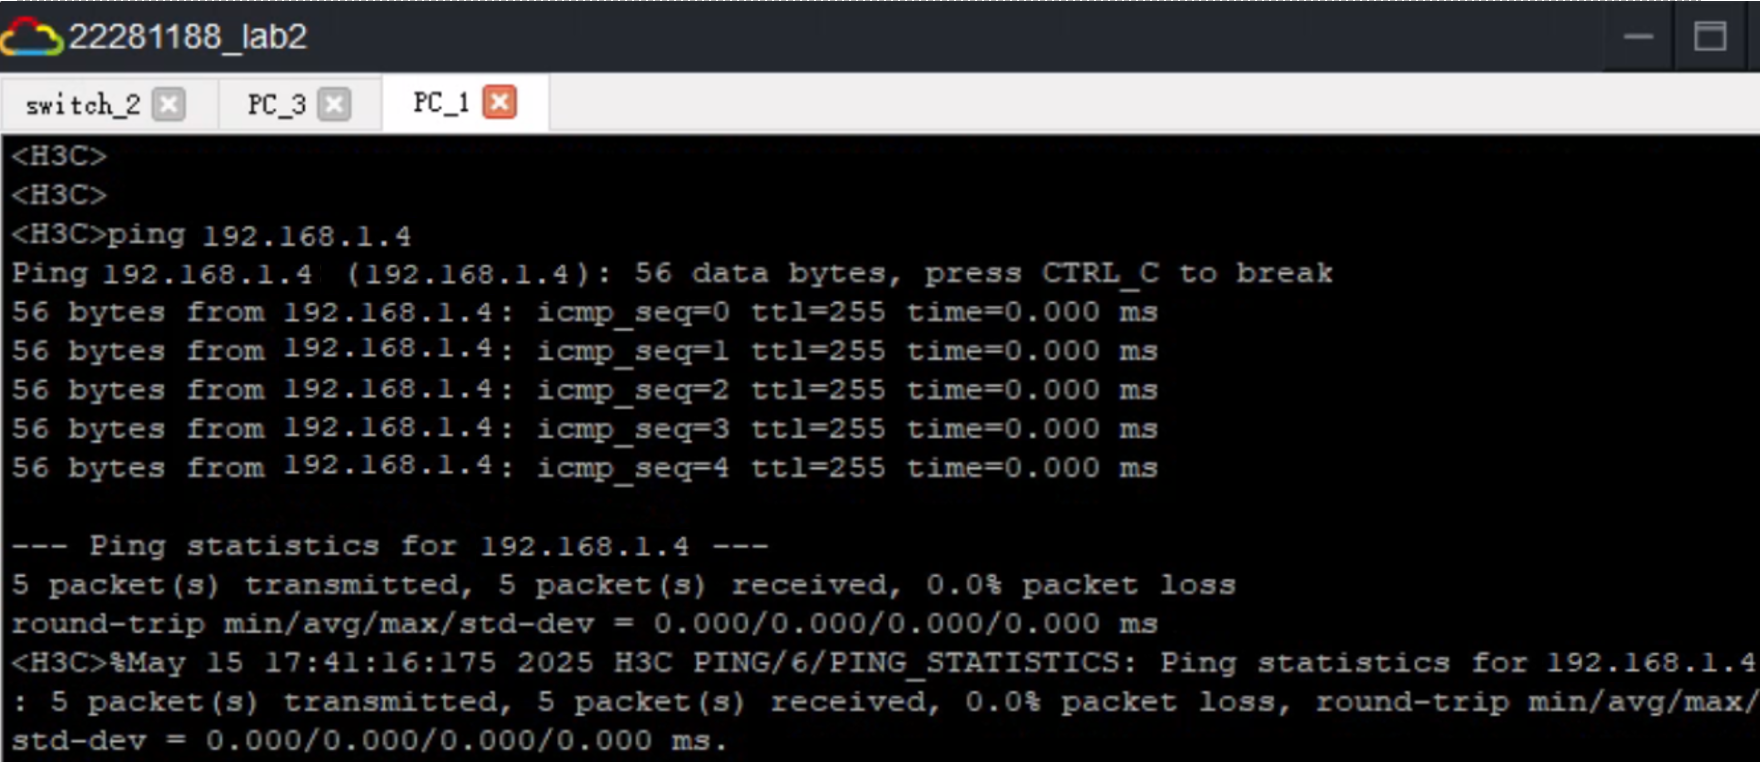 22281188_lab2
switch_2 PC_3 PC_1
<H3C>
<H3C>
<H3C>ping 192.168.1.4
Ping 192.168.1.4 (192.168.1.4): 56 data bytes, press CTRL_C to break
56 bytes from 192.168.1.4: icmp_seq=0 ttl=255 time=0.000 ms
56 bytes from 192.168.1.4: icmp_seq=1 ttl=255 time=0.000 ms
56 bytes from 192.168.1.4: icmp_seq=2 ttl=255 time=0.000 ms
56 bytes from 192.168.1.4: icmp_seq=3 ttl=255 time=0.000 ms
56 bytes from 192.168.1.4: icmp_seq=4 ttl=255 time=0.000 ms
--- Ping statistics for 192.168.1.4 ---
5 packet(s) transmitted, 5 packet(s) received, 0.0% packet loss
round-trip min/avg/max/std-dev = 0.000/0.000/0.000/0.000 ms
<H3C>%May 15 17:41:16:175 2025 H3C PING/6/PING_STATISTICS: Ping statistics for 192.168.1.4
: 5 packet(s) transmitted, 5 packet(s) received, 0.0% packet loss, round-trip min/avg/max/
std-dev = 0.000/0.000/0.000/0.000 ms.